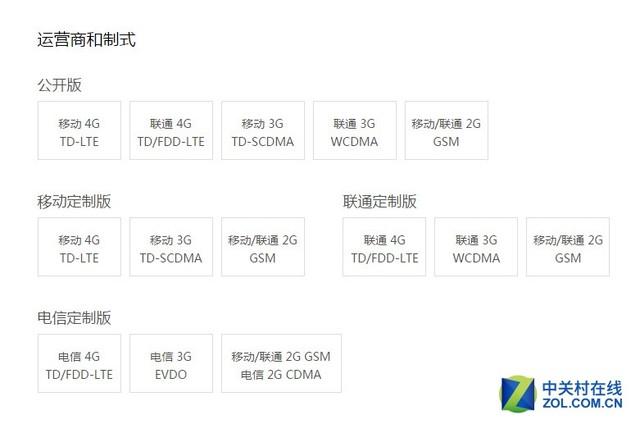 运营商和制式
公开版
移动 4G
TD-LTE
联通 4G
TD/FDD-LTE
移动 3G
TD-SCDMA
联通 3G
WCDMA
移动/联通 2G
GSM
移动定制版
移动 4G
TD-LTE
移动 3G
TD-SCDMA
移动/联通 2G
GSM
联通定制版
联通 4G
TD/FDD-LTE
联通 3G
WCDMA
移动/联通 2G
GSM
电信定制版
电信 4G
TD/FDD-LTE
电信 3G
EVDO
移动/联通 2G GSM
电信 2G CDMA
中关村在线
ZOL.COM.CN